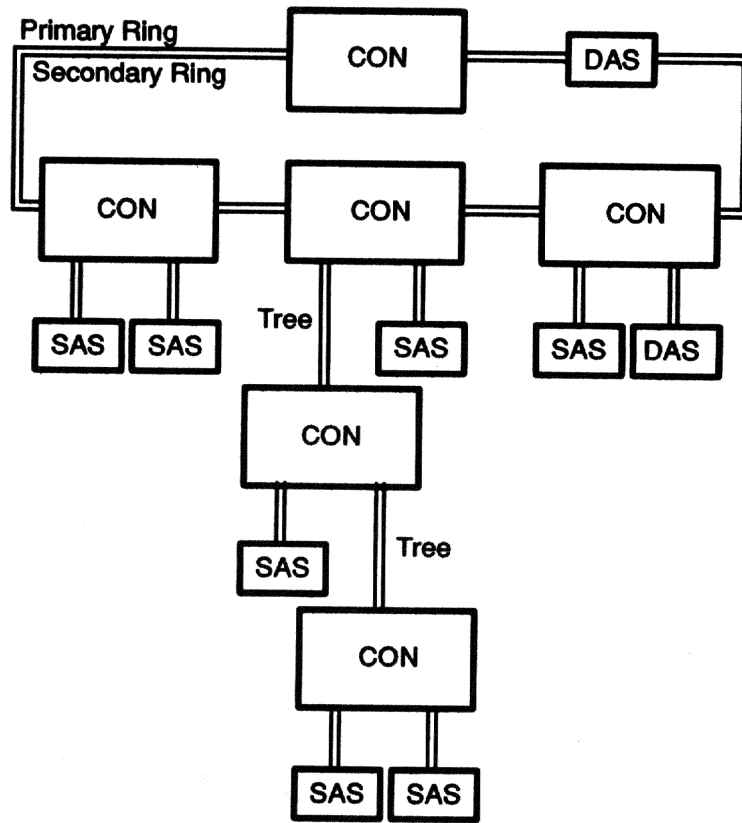 Primary Ring
Secondary Ring
CON
DAS
CON
CON
CON
SAS
SAS
Tree
SAS
SAS
DAS
CON
SAS
Tree
CON
SAS
SAS